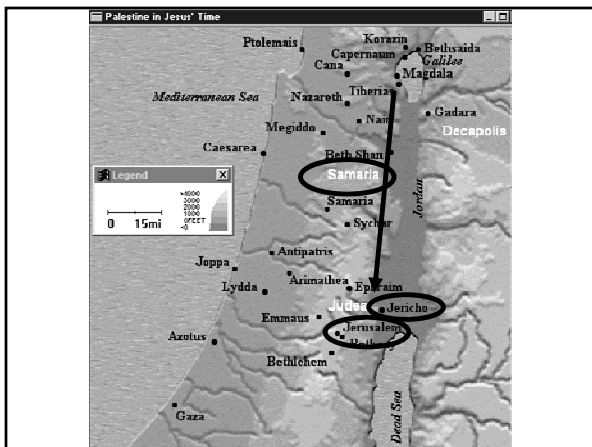 Palestine in Jesus' Time
Korazin
Ptolemais
Capernaum
Bethsaida
Galilee
Cana
Magdala
Tiberias
Mediterranean Sea
Nazareth
Gadara
Nain
Megiddo
Decapolis
Caesarea
Beth Shan
Legend
>4000
3000
2000
1000
0FEET
<0
0 15mi
Samaria
Samaria
Jordan
Sychar
Antipatris
Joppa
Arimathea
Ephraim
Lydda
Judea
Jericho
Emmaus
Jerusalem
Azotus
Bethany
Bethlehem
Gaza
Dead Sea